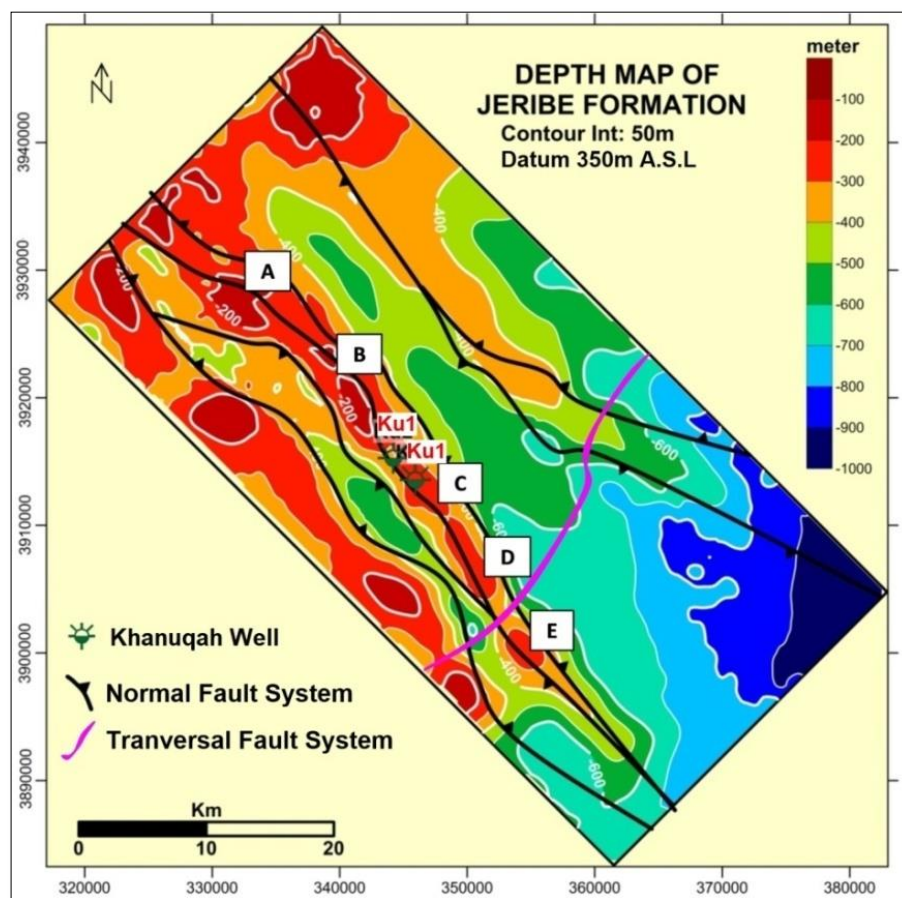 DEPTH MAP OF
JERIBE FORMATION
Contour Int: 50m
Datum 350m A.S.L
meter
-100
-200
-300
-400
-500
-600
-700
-800
-900
-1000
N
3940000
3930000
3920000
3910000
3900000
3890000
-400
-400
-200
-200
-200
-400
-600
-400
-600
A
B
Ku1
Ku1
C
D
E
Khanuqah Well
Normal Fault System
Tranversal Fault System
Km
0 10 20
320000 330000 340000 350000 360000 370000 380000